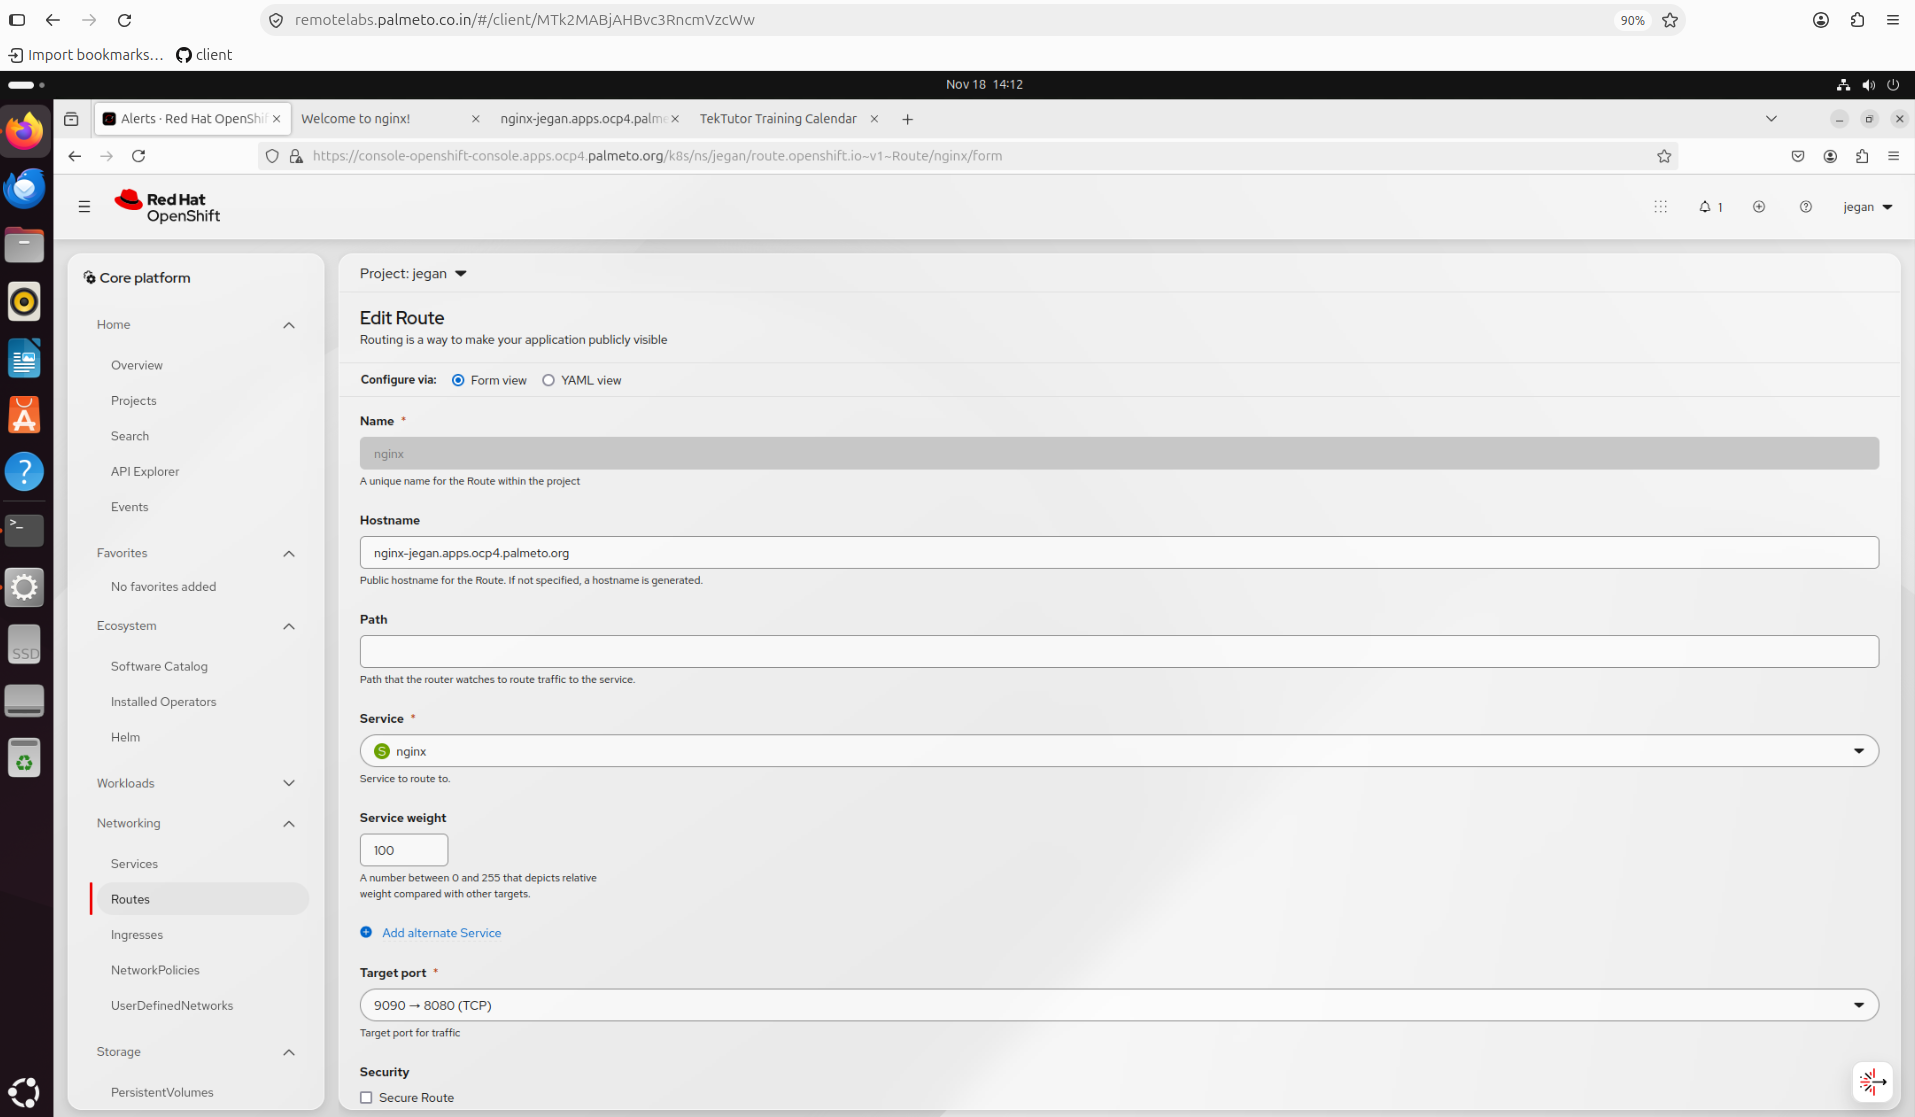 remotelabs.palmeto.co.in/#/client/MTk2MABjAHBvc3RncmVzcWw
90%
Import bookmarks...
client
Nov 18 14:12
Alerts · Red Hat OpenShif
Welcome to nginx!
nginx-jegan.apps.ocp4.palme
TekTutor Training Calendar
https://console-openshift-console.apps.ocp4.palmeto.org/k8s/ns/jegan/route.openshift.io~v1~Route/nginx/form
Red Hat
OpenShift
1
jegan
Core platform
Home
Overview
Projects
Search
API Explorer
Events
Favorites
No favorites added
Ecosystem
Software Catalog
Installed Operators
Helm
Workloads
Networking
Services
Routes
Ingresses
NetworkPolicies
UserDefinedNetworks
Storage
PersistentVolumes
SSD
Project: jegan
Edit Route
Routing is a way to make your application publicly visible
Configure via: Form view YAML view
Name *
nginx
A unique name for the Route within the project
Hostname
nginx-jegan.apps.ocp4.palmeto.org
Public hostname for the Route. If not specified, a hostname is generated.
Path
Path that the router watches to route traffic to the service.
Service *
S nginx
Service to route to.
Service weight
100
A number between 0 and 255 that depicts relative
weight compared with other targets.
Add alternate Service
Target port *
9090 → 8080 (TCP)
Target port for traffic
Security
Secure Route